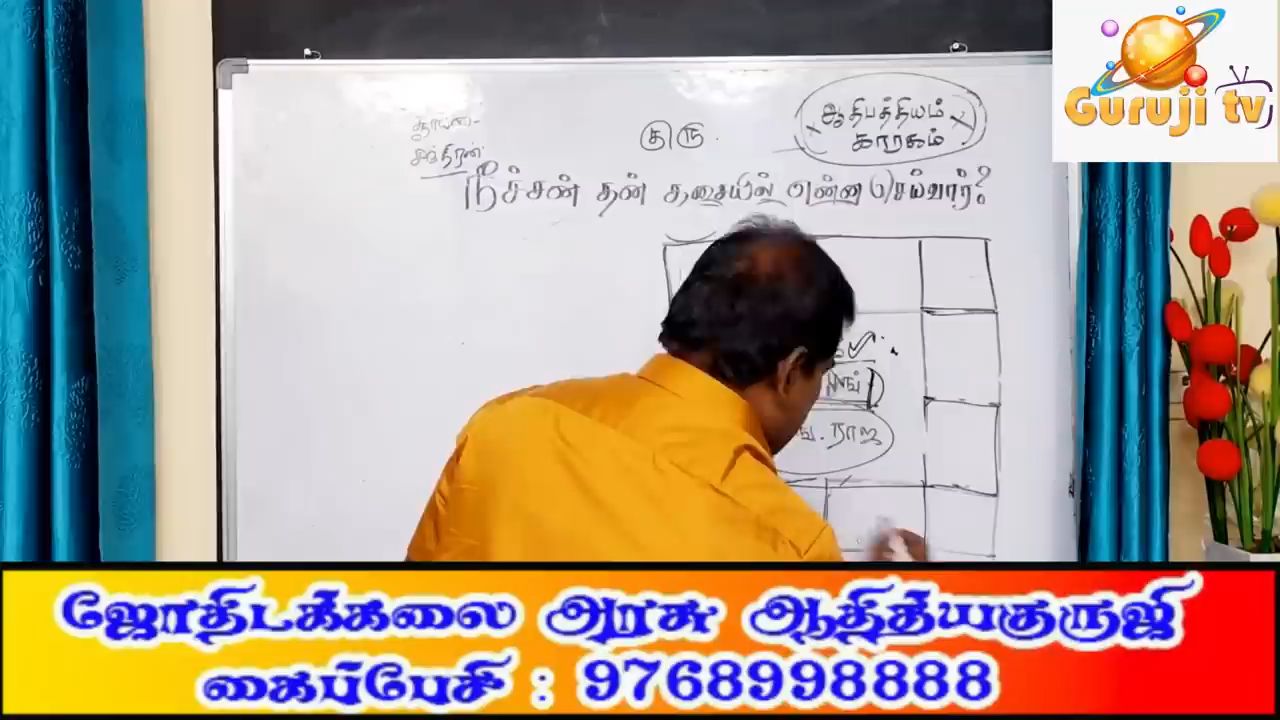 Guruji tv
ஆதிபத்தியம்
காரகம்
குரு
சந்திரன்
நீச்சன் தன் தசையில் என்ன செய்வார்?
ராஜ
ஜோதிடக்கலை அரசு ஆதித்யகுருஜி
கைப்பேசி : 9768998888